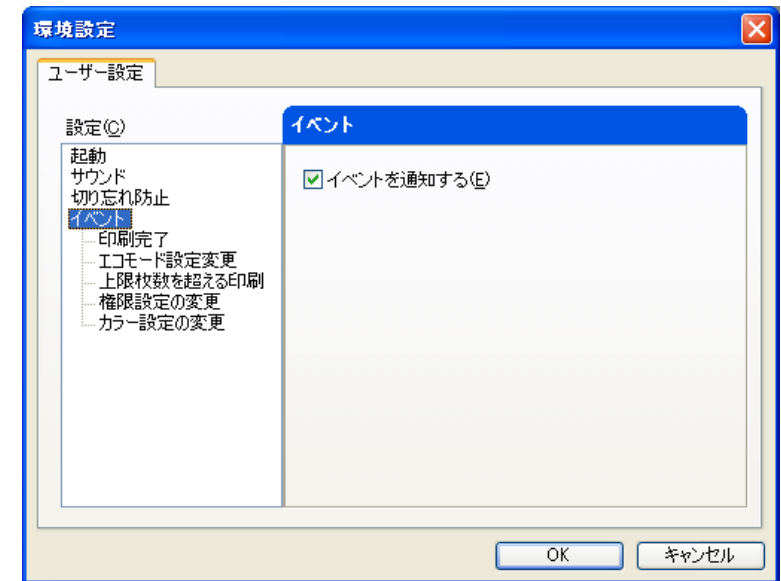 環境設定
ユーザー設定
設定(C)
起動
サウンド
切り忘れ防止
イベント
印刷完了
エコモード設定変更
上限枚数を超える印刷
権限設定の変更
カラー設定の変更
イベント
イベントを通知する(E)
OK
キャンセル